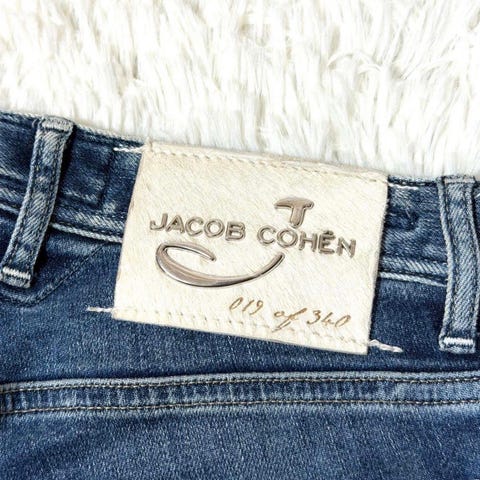 JACOB COHËN
019 of 340